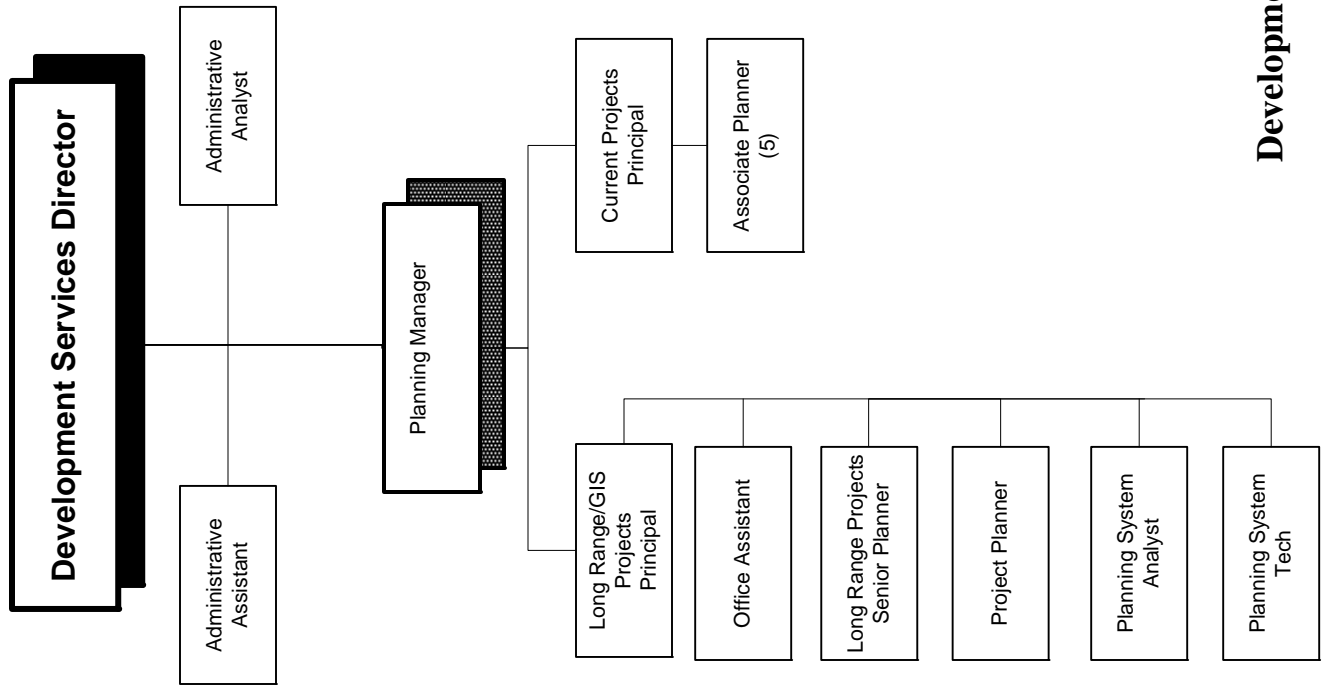 Development Services Director
Administrative
Assistant
Administrative
Analyst
Planning Manager
Long Range/GIS
Projects
Principal
Office Assistant
Long Range Projects
Senior Planner
Project Planner
Planning System
Analyst
Planning System
Tech
Current Projects
Principal
Associate Planner
(5)